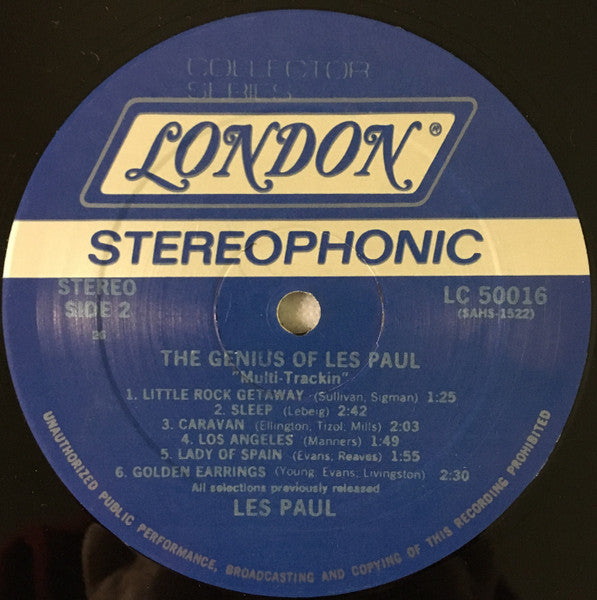 COLLECTOR
SERIES
LONDON®
STEREOPHONIC
STEREO
SIDE 2
26
LC 50016
(SAHS-1522)
THE GENIUS OF LES PAUL
"Multi-Trackin"
1. LITTLE ROCK GETAWAY (Sullivan, Sigman) 1:25
2. SLEEP (Lebeig) 2:42
3. CARAVAN (Ellington, Tizol, Mills) 2:03
4. LOS ANGELES (Manners) 1:49
5. LADY OF SPAIN (Evans, Reaves) 1:55
6. GOLDEN EARRINGS (Young, Evans, Livingston) 2:30
All selections previously released
LES PAUL
UNAUTHORIZED PUBLIC PERFORMANCE, BROADCASTING AND COPYING OF THIS RECORDING PROHIBITED